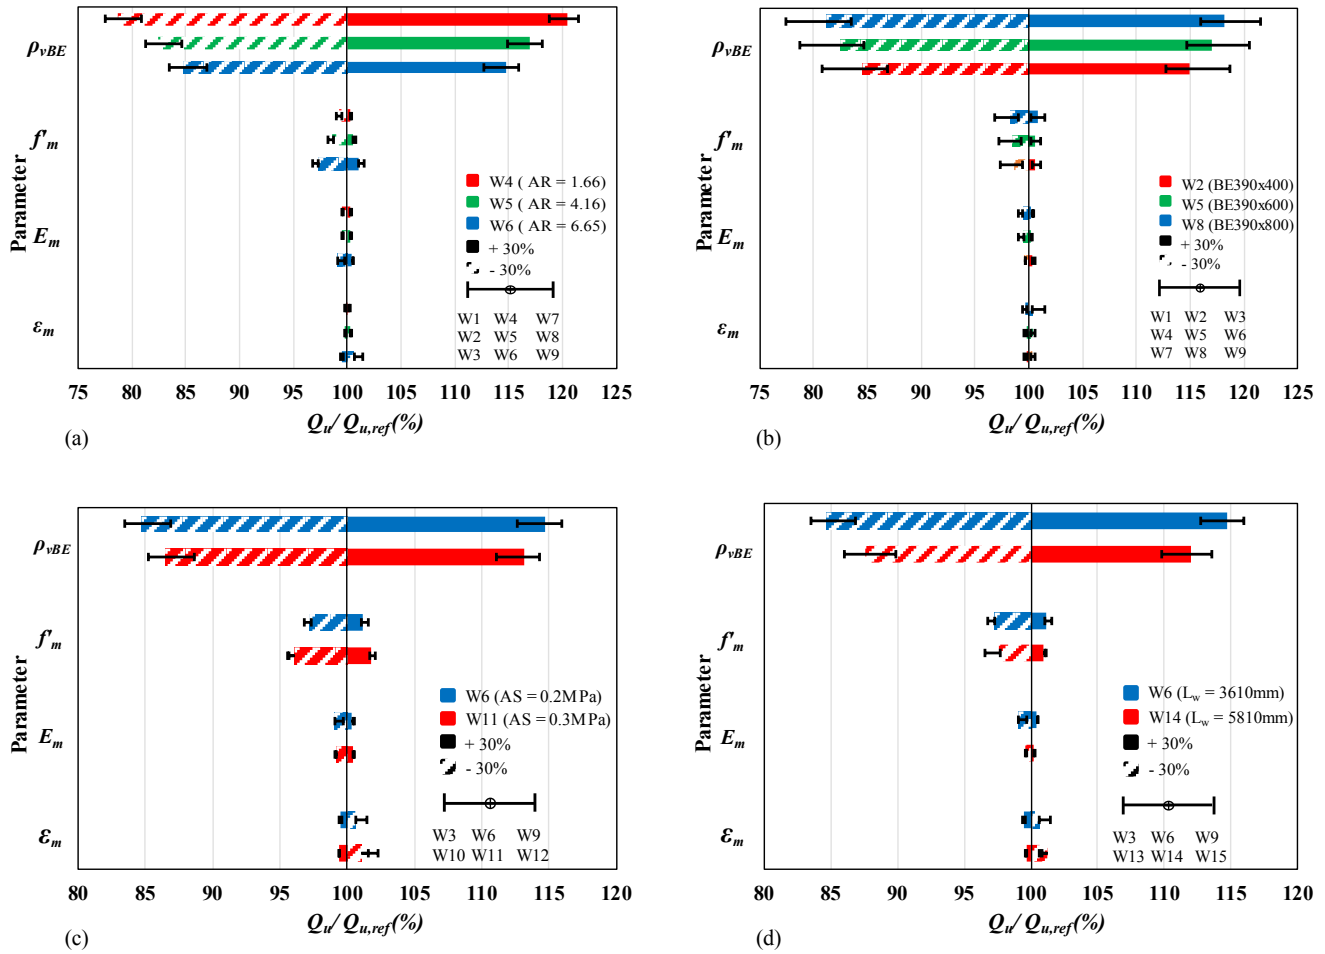 Parameter
ρvBE
f'm
Em
εm
W4 ( AR = 1.66)
W5 ( AR = 4.16)
W6 ( AR = 6.65)
+ 30%
- 30%
W1 W4 W7
W2 W5 W8
W3 W6 W9
75 80 85 90 95 100 105 110 115 120 125
Qu/ Qu,ref(%)
(a)
Parameter
ρvBE
f'm
Em
εm
W2 (BE390x400)
W5 (BE390x600)
W8 (BE390x800)
+ 30%
- 30%
W1 W2 W3
W4 W5 W6
W7 W8 W9
75 80 85 90 95 100 105 110 115 120 125
Qu/ Qu,ref(%)
(b)
Parameter
ρvBE
f'm
Em
εm
W6 (AS = 0.2MPa)
W11 (AS = 0.3MPa)
+ 30%
- 30%
W3 W6 W9
W10 W11 W12
80 85 90 95 100 105 110 115 120
Qu/ Qu,ref(%)
(c)
Parameter
ρvBE
f'm
Em
εm
W6 (Lw = 3610mm)
W14 (Lw = 5810mm)
+ 30%
- 30%
W3 W6 W9
W13 W14 W15
80 85 90 95 100 105 110 115 120
Qu/ Qu,ref(%)
(d)